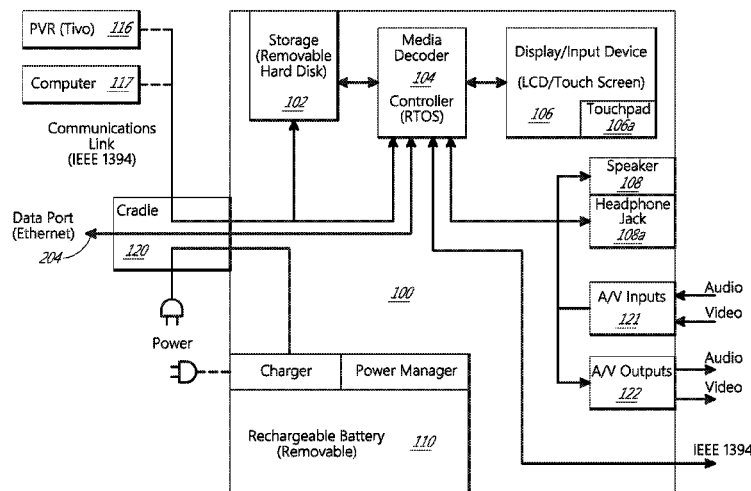 PVR (Tivo) 116
Computer 117
Communications
Link
(IEEE 1394)
Storage
(Removable
Hard Disk)
102
Media
Decoder
104
Controller
(RTOS)
Display/Input Device
(LCD/Touch Screen)
106
Touchpad
106a
Speaker
108
Headphone
Jack
108a
Cradle
120
Data Port
(Ethernet)
204
Power
100
A/V Inputs
121
Audio
Video
A/V Outputs
122
Audio
Video
Charger
Power Manager
Rechargeable Battery
(Removable)
110
IEEE 1394